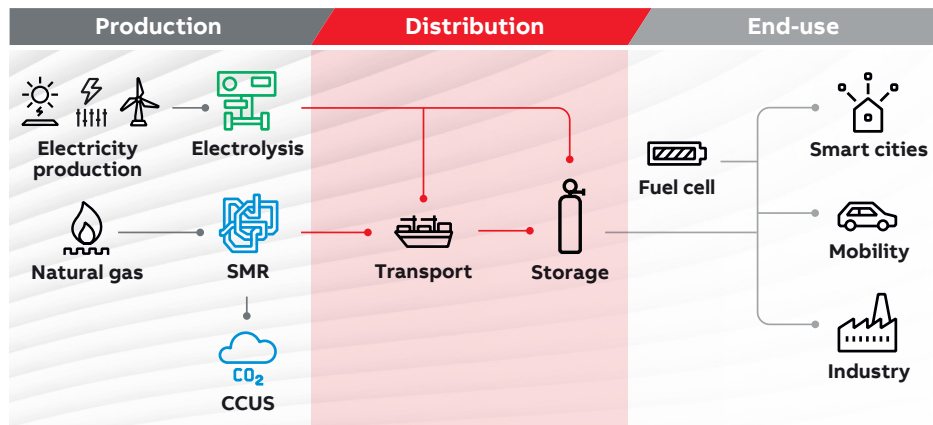 Production
Distribution
End-use
Electricity
production
Electrolysis
Fuel cell
Smart cities
Natural gas
SMR
Transport
Storage
Mobility
CO₂
CCUS
Industry